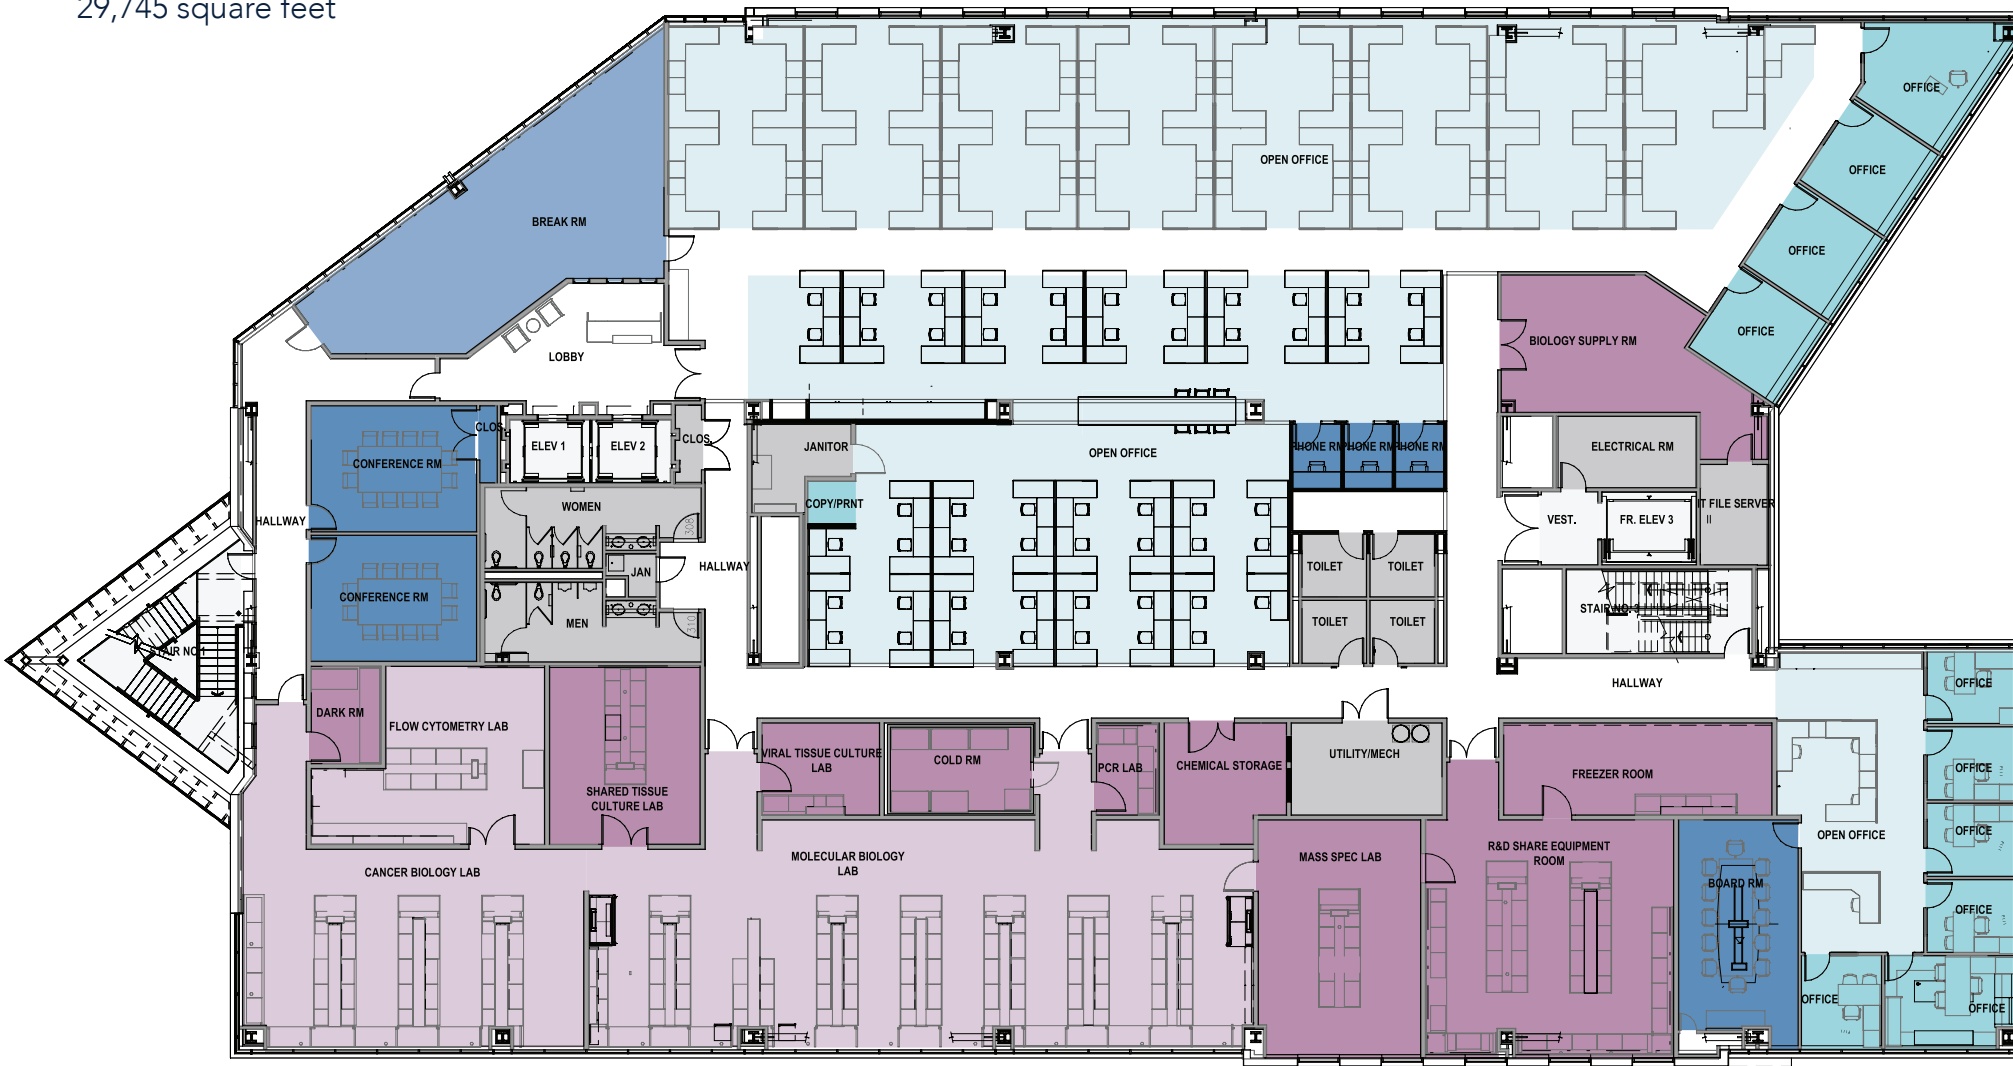 29,745 square feet
OFFICE
OPEN OFFICE
OFFICE
BREAK RM
OFFICE
OFFICE
BIOLOGY SUPPLY RM
LOBBY
CLOS.
ELEV 1
ELEV 2
CLOS.
JANITOR
OPEN OFFICE
PHONE RM
PHONE RM
PHONE RM
ELECTRICAL RM
CONFERENCE RM
COPY/PRNT
IT FILE SERVER
WOMEN
HALLWAY
308
VEST.
FR. ELEV 3
HALLWAY
JAN
TOILET
TOILET
CONFERENCE RM
STAIR NO. 3
MEN
310
TOILET
TOILET
STAIR NO.1
HALLWAY
OFFICE
DARK RM
FLOW CYTOMETRY LAB
VIRAL TISSUE CULTURE
LAB
COLD RM
PCR LAB
CHEMICAL STORAGE
UTILITY/MECH
FREEZER ROOM
OFFICE
SHARED TISSUE
CULTURE LAB
OPEN OFFICE
OFFICE
CANCER BIOLOGY LAB
MOLECULAR BIOLOGY
LAB
MASS SPEC LAB
R&D SHARE EQUIPMENT
ROOM
BOARD RM
OFFICE
OFFICE
OFFICE